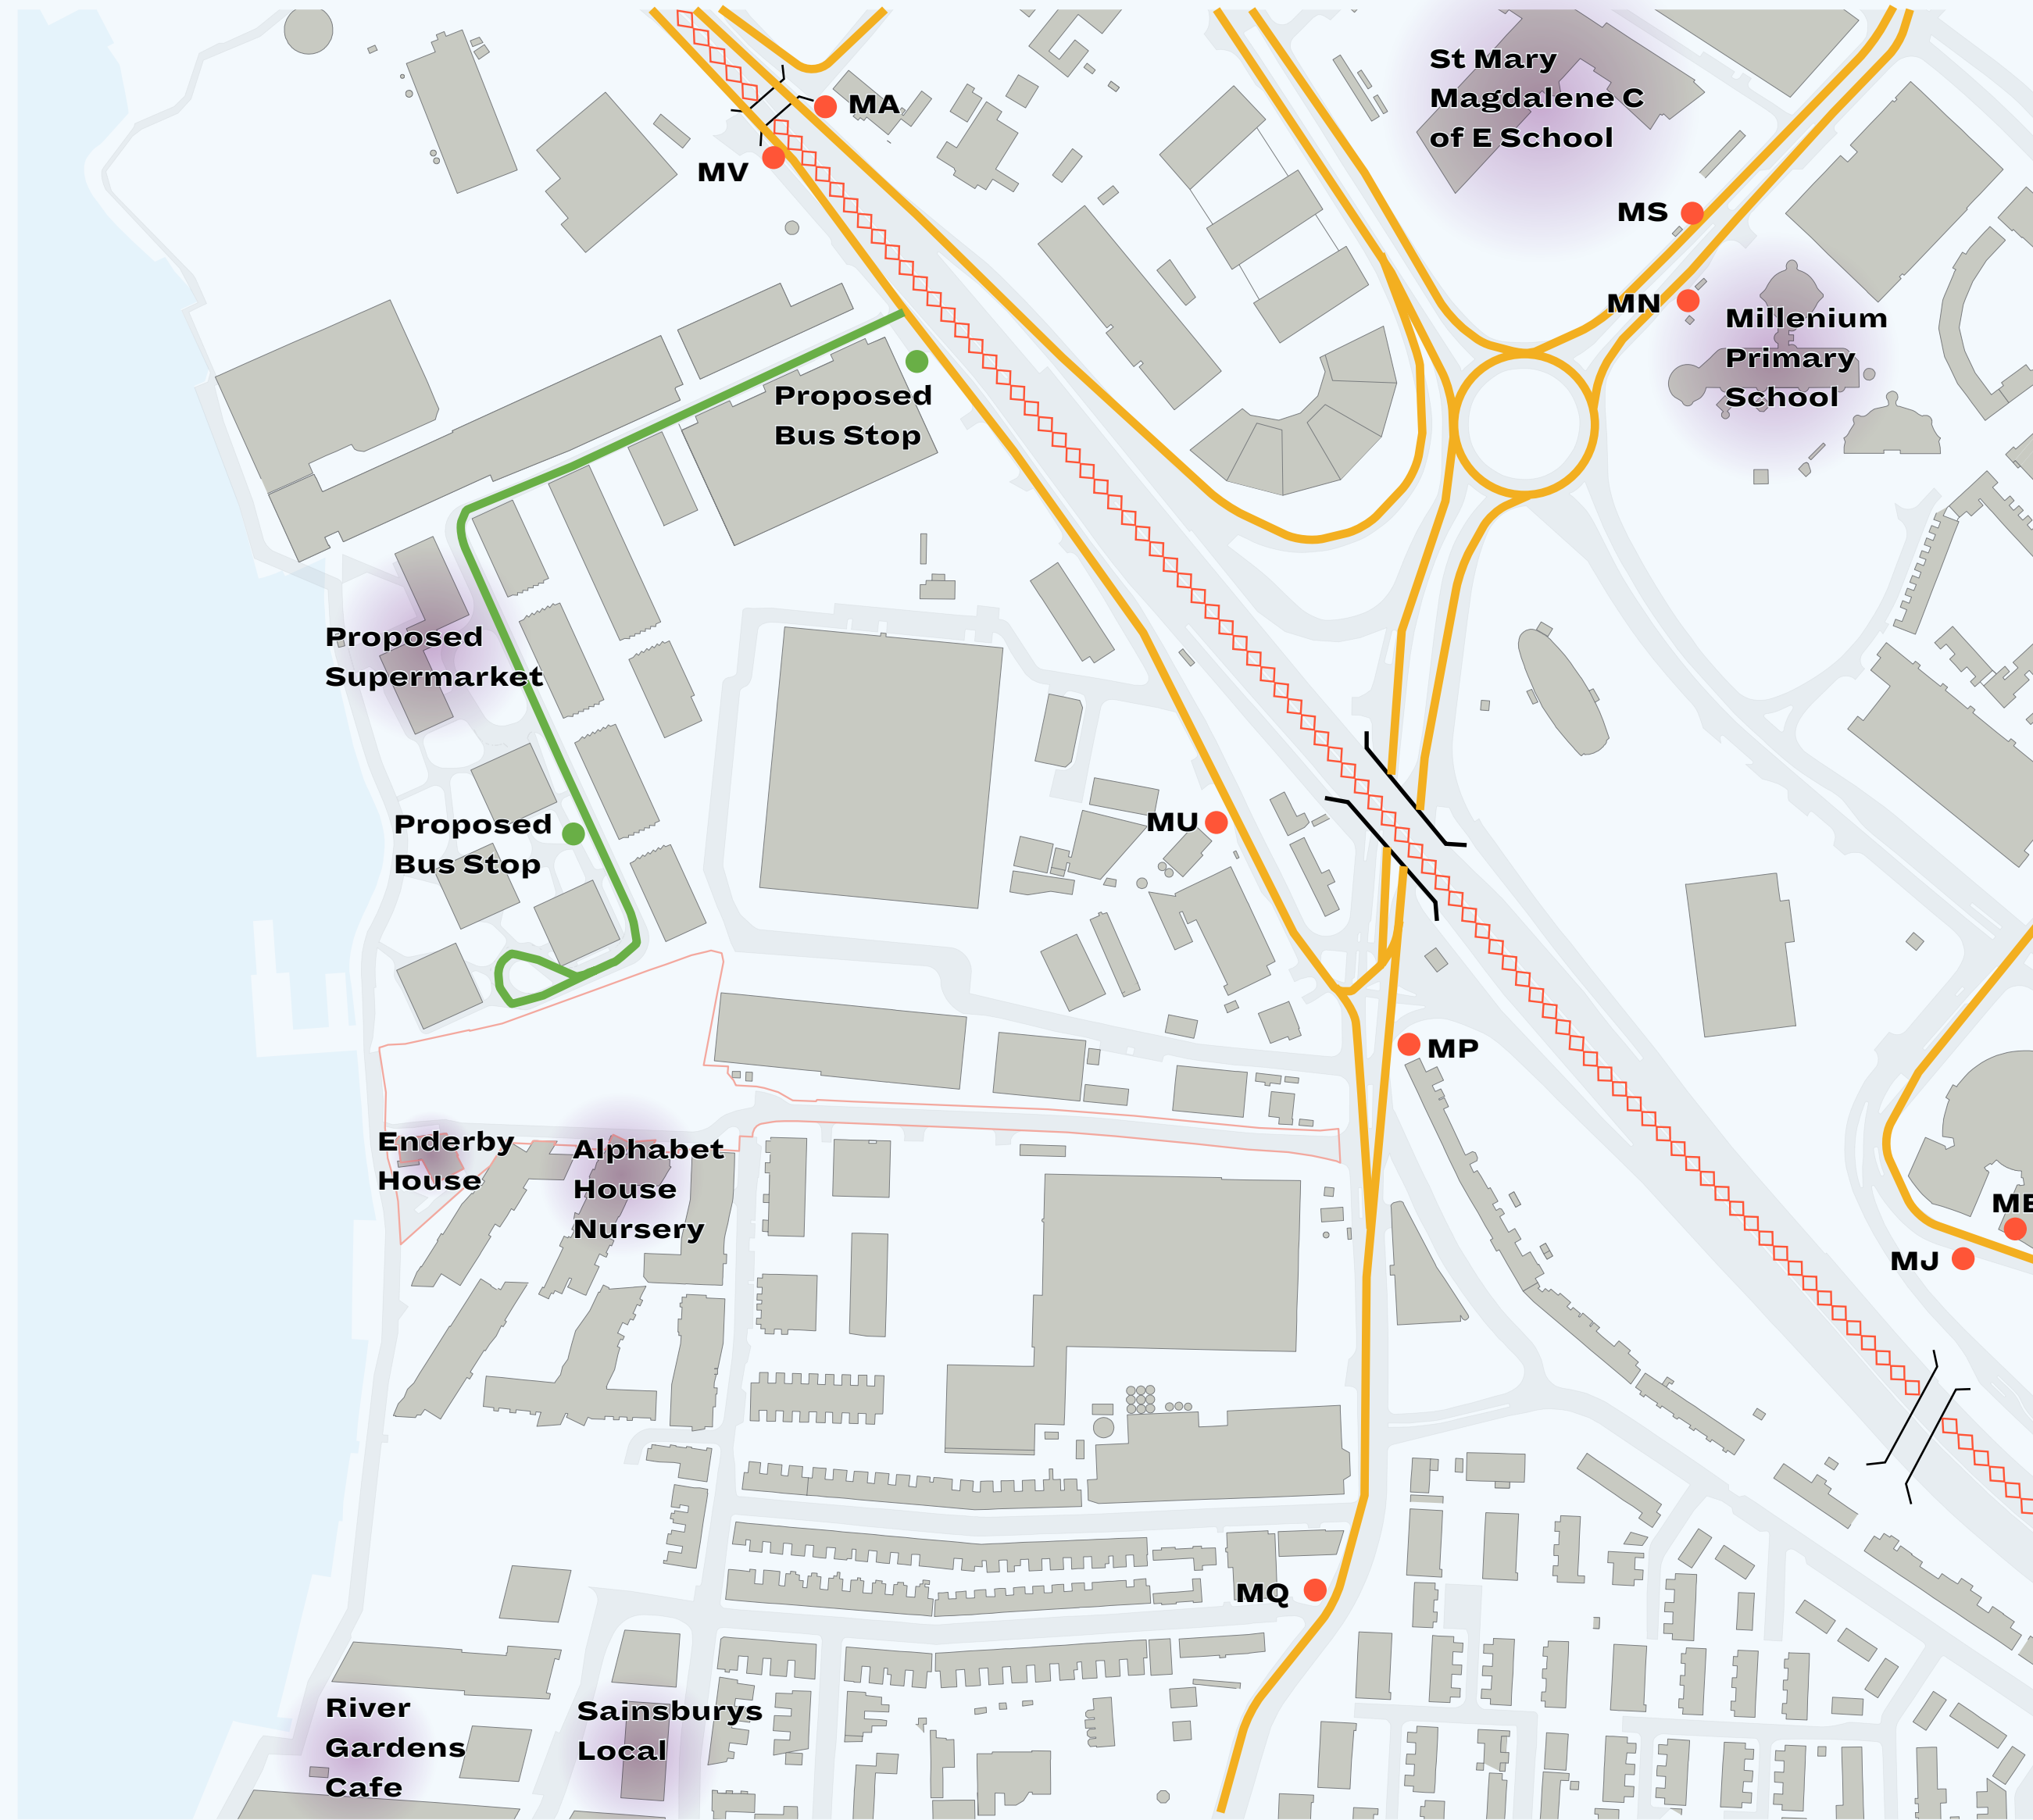 St Mary
Magdalene C
of E School
MA
MV
MS
MN
Millenium
Primary
School
Proposed
Bus Stop
Proposed
Supermarket
MU
Proposed
Bus Stop
MP
Enderby
House
Alphabet
House
Nursery
ME
MJ
MQ
River
Gardens
Cafe
Sainsburys
Local